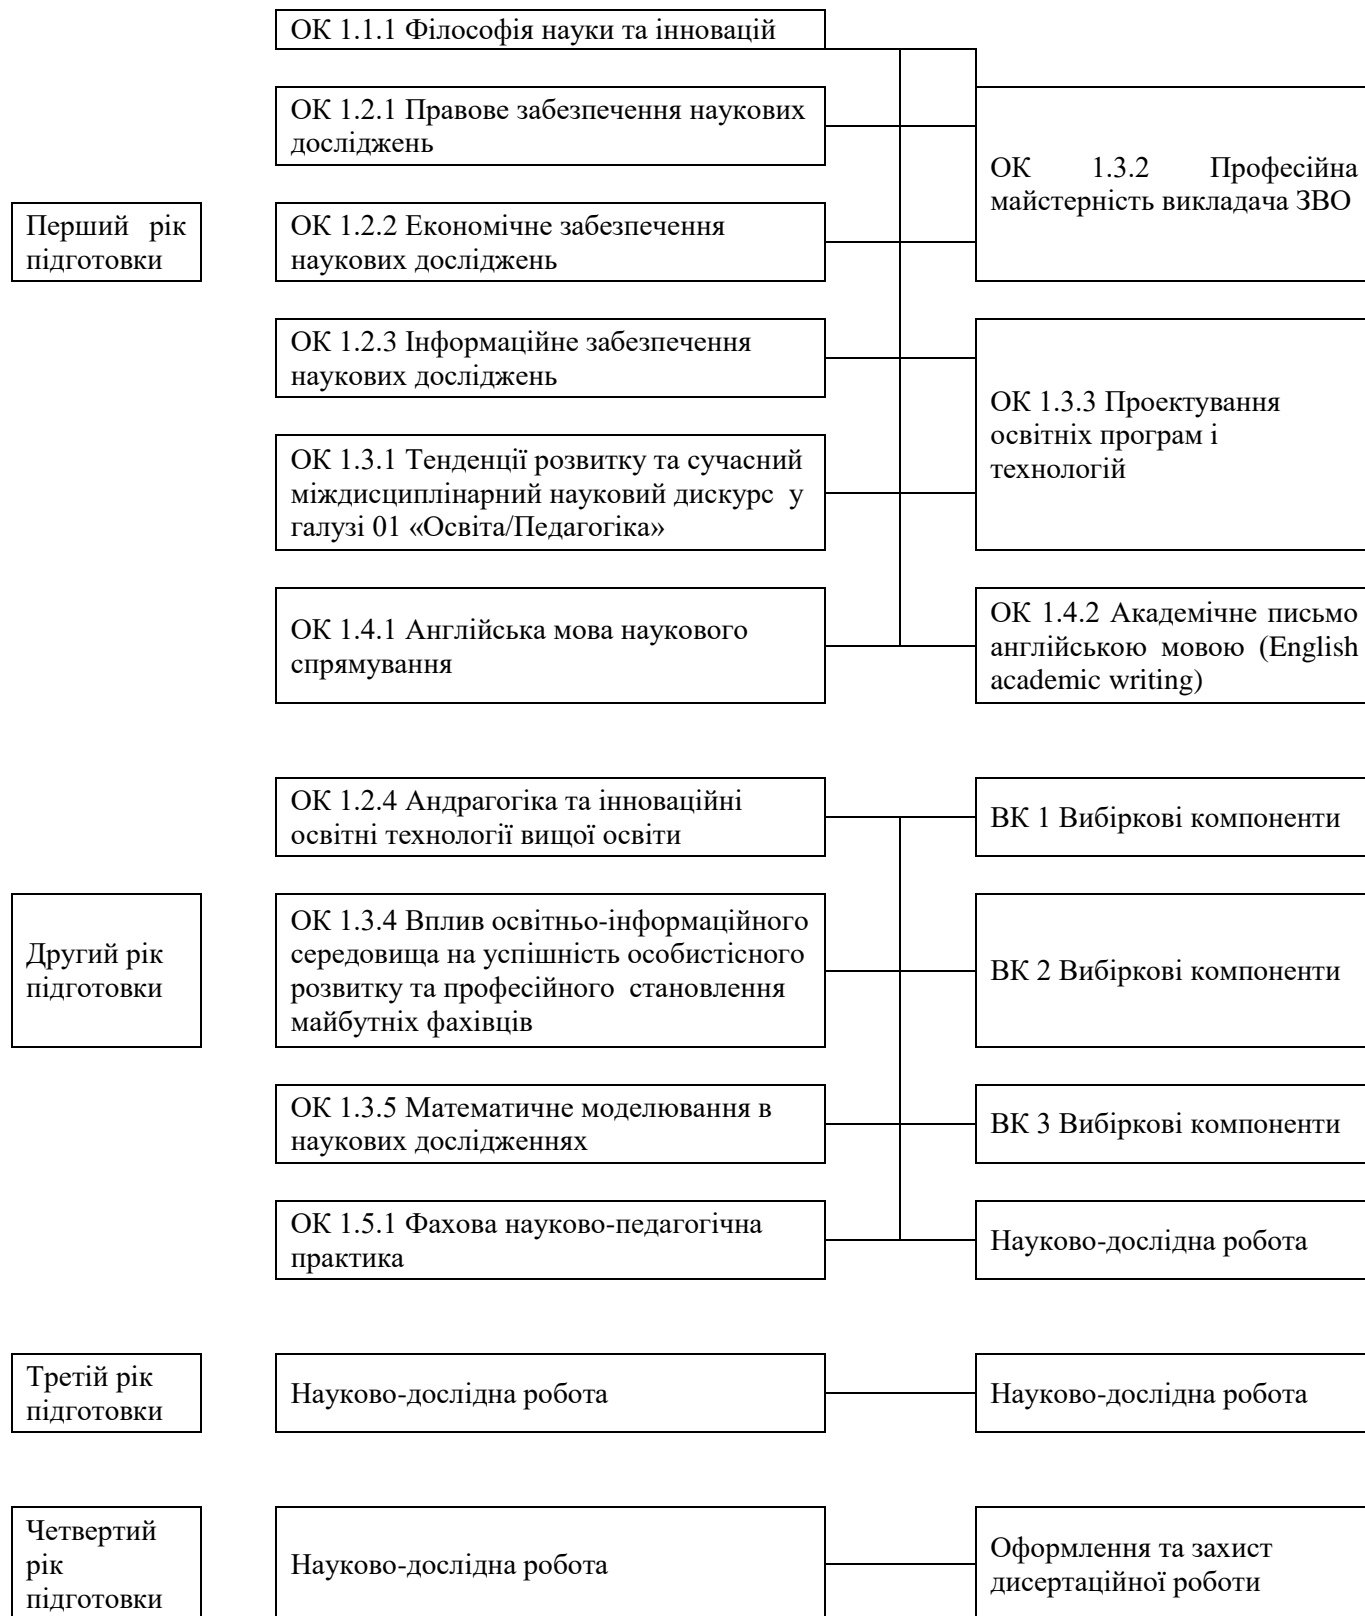 ОК 1.1.1 Філософія науки та інновацій
ОК 1.2.1 Правове забезпечення наукових
досліджень
ОК 1.3.2 Професійна
майстерність викладача ЗВО
Перший рік
підготовки
ОК 1.2.2 Економічне забезпечення
наукових досліджень
ОК 1.2.3 Інформаційне забезпечення
наукових досліджень
ОК 1.3.3 Проектування
освітніх програм і
технологій
ОК 1.3.1 Тенденції розвитку та сучасний
міждисциплінарний науковий дискурс у
галузі 01 «Освіта/Педагогіка»
ОК 1.4.1 Англійська мова наукового
спрямування
ОК 1.4.2 Академічне письмо
англійською мовою (English
academic writing)
ОК 1.2.4 Андрагогіка та інноваційні
освітні технології вищої освіти
ВК 1 Вибіркові компоненти
Другий рік
підготовки
ОК 1.3.4 Вплив освітньо-інформаційного
середовища на успішність особистісного
розвитку та професійного становлення
майбутніх фахівців
ВК 2 Вибіркові компоненти
ОК 1.3.5 Математичне моделювання в
наукових дослідженнях
ВК 3 Вибіркові компоненти
ОК 1.5.1 Фахова науково-педагогічна
практика
Науково-дослідна робота
Третій рік
підготовки
Науково-дослідна робота
Науково-дослідна робота
Четвертий
рік
підготовки
Науково-дослідна робота
Оформлення та захист
дисертаційної роботи